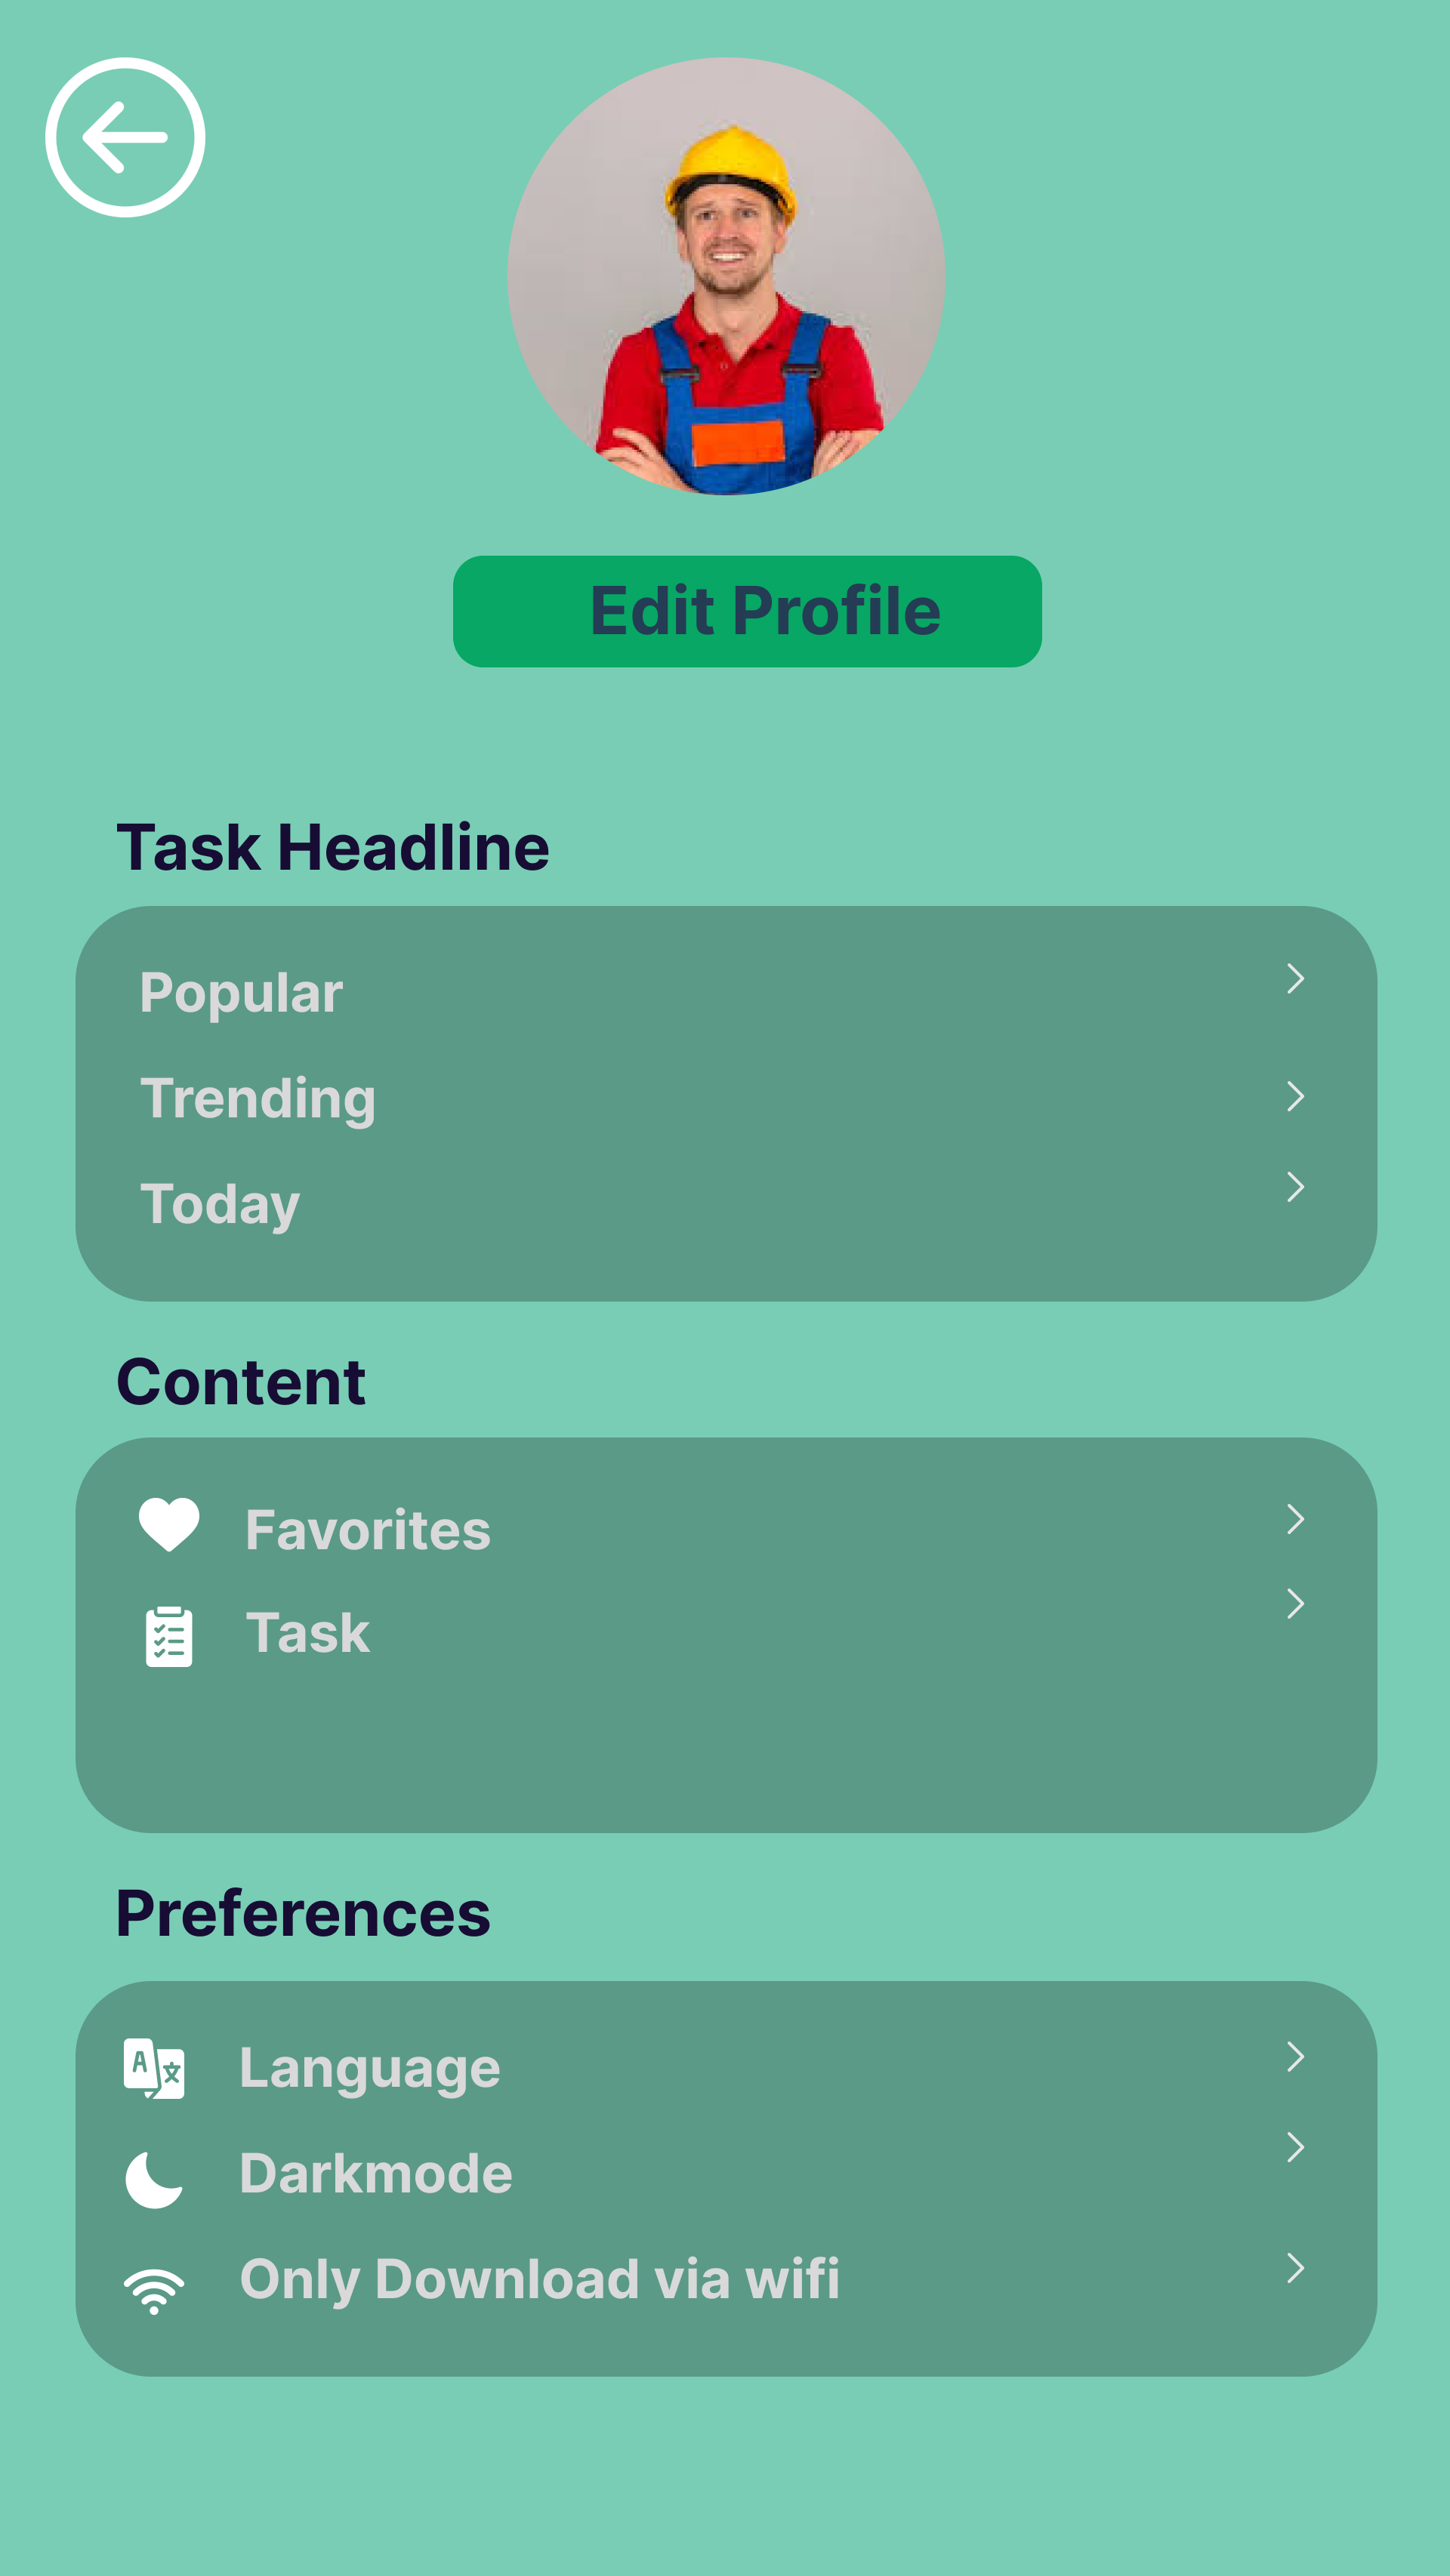 Edit Profile
Task Headline
Popular
Trending
Today
Content
Favorites
Task
Preferences
Language
Darkmode
Only Download via wifi